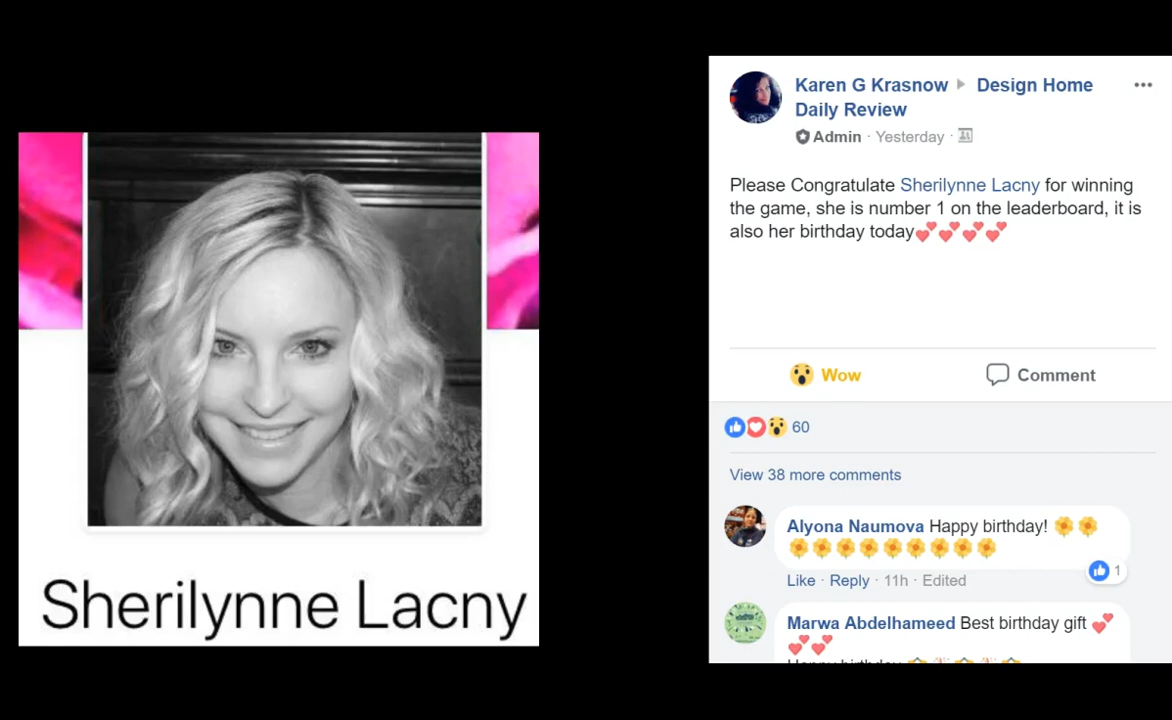 Sherilynne Lacny
Karen G Krasnow ▶ Design Home
Daily Review
Admin · Yesterday ·
Please Congratulate Sherilynne Lacny for winning
the game, she is number 1 on the leaderboard, it is
also her birthday today💕💕💕💕
Wow
Comment
60
View 38 more comments
Alyona Naumova Happy birthday! 🌼🌼
🌼🌼🌼🌼🌼🌼🌼🌼🌼
1
Like · Reply · 11h · Edited
Marwa Abdelhameed Best birthday gift 💕
💕💕
Happy birthday